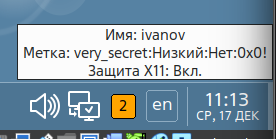 Имя: ivanov
Метка: very_secret:Низкий:Нет:0x0!
Защита X11: Вкл.
2
en
11:13
СР, 17 ДЕК